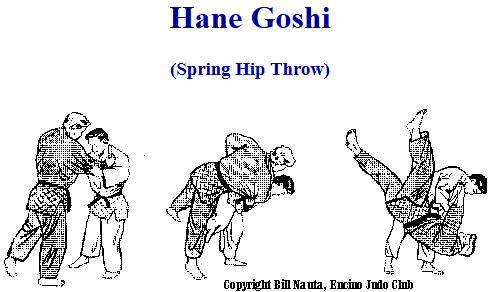 Hane Goshi
(Spring Hip Throw)
Copyright Bill Nauta, Encino Judo Club